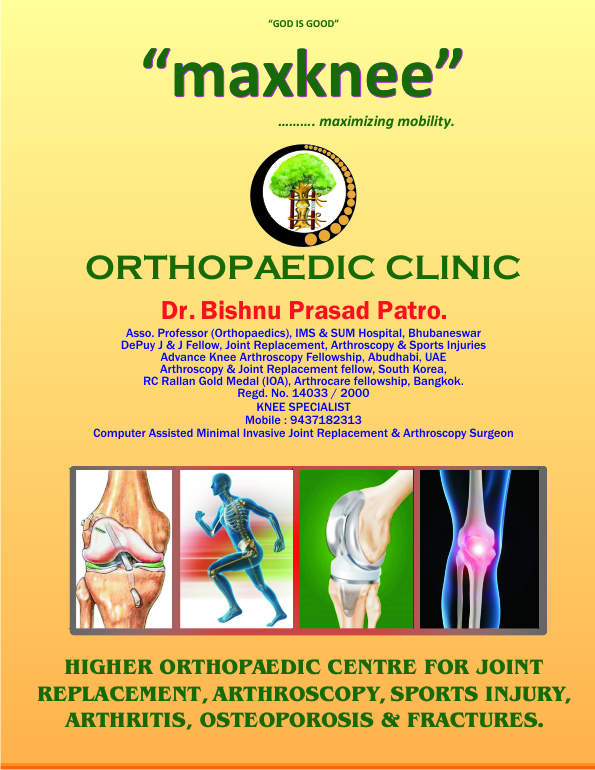 “GOD IS GOOD”
“maxknee”
.......... maximizing mobility.
ORTHOPAEDIC CLINIC
Dr. Bishnu Prasad Patro.
Asso. Professor (Orthopaedics), IMS & SUM Hospital, Bhubaneswar
DePuy J & J Fellow, Joint Replacement, Arthroscopy & Sports Injuries
Advance Knee Arthroscopy Fellowship, Abudhabi, UAE
Arthroscopy & Joint Replacement fellow, South Korea,
RC Rallan Gold Medal (IOA), Arthrocare fellowship, Bangkok.
Regd. No. 14033 / 2000
KNEE SPECIALIST
Mobile : 9437182313
Computer Assisted Minimal Invasive Joint Replacement & Arthroscopy Surgeon
HIGHER ORTHOPAEDIC CENTRE FOR JOINT
REPLACEMENT, ARTHROSCOPY, SPORTS INJURY,
ARTHRITIS, OSTEOPOROSIS & FRACTURES.